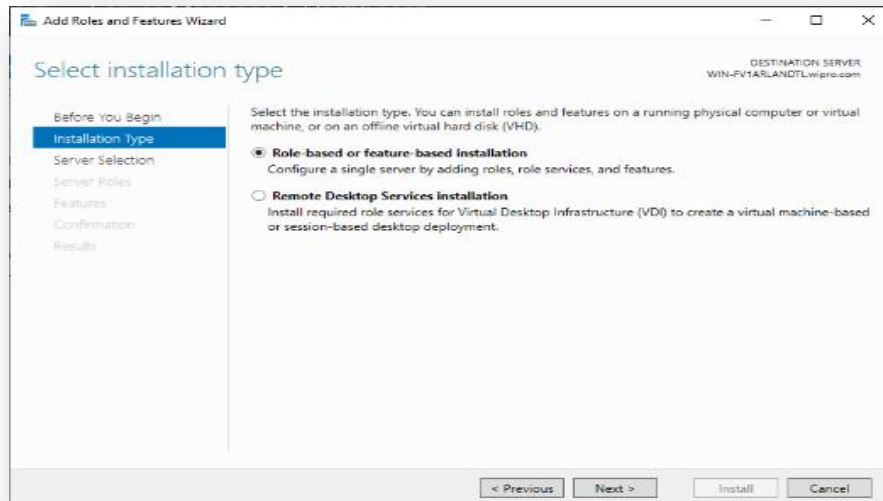 Add Roles and Features Wizard
Select installation type
DESTINATION SERVER
WIN-FV1ARLANDTL.wipro.com
Before You Begin
Installation Type
Server Selection
Server Roles
Features
Confirmation
Results
Select the installation type. You can install roles and features on a running physical computer or virtual
machine, or on an offline virtual hard disk (VHD).
Role-based or feature-based installation
Configure a single server by adding roles, role services, and features.
Remote Desktop Services installation
Install required role services for Virtual Desktop Infrastructure (VDI) to create a virtual machine-based
or session-based desktop deployment.
< Previous
Next >
Install
Cancel